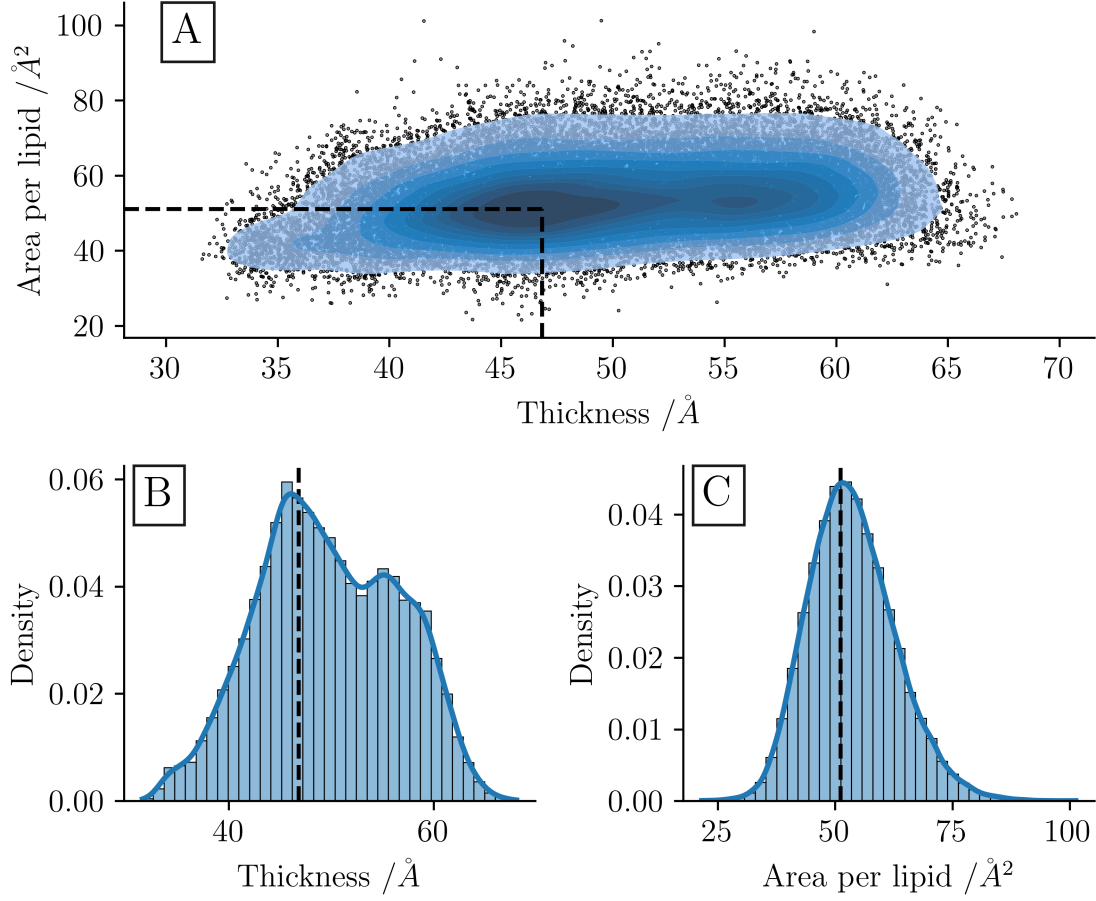 A
100
80
60
40
20
Area per lipid /Å²
30 35 40 45 50 55 60 65 70
Thickness /Å
B
0.06
0.04
0.02
0.00
Density
40 60
Thickness /Å
C
0.04
0.03
0.02
0.01
0.00
Density
25 50 75 100
Area per lipid /Å²